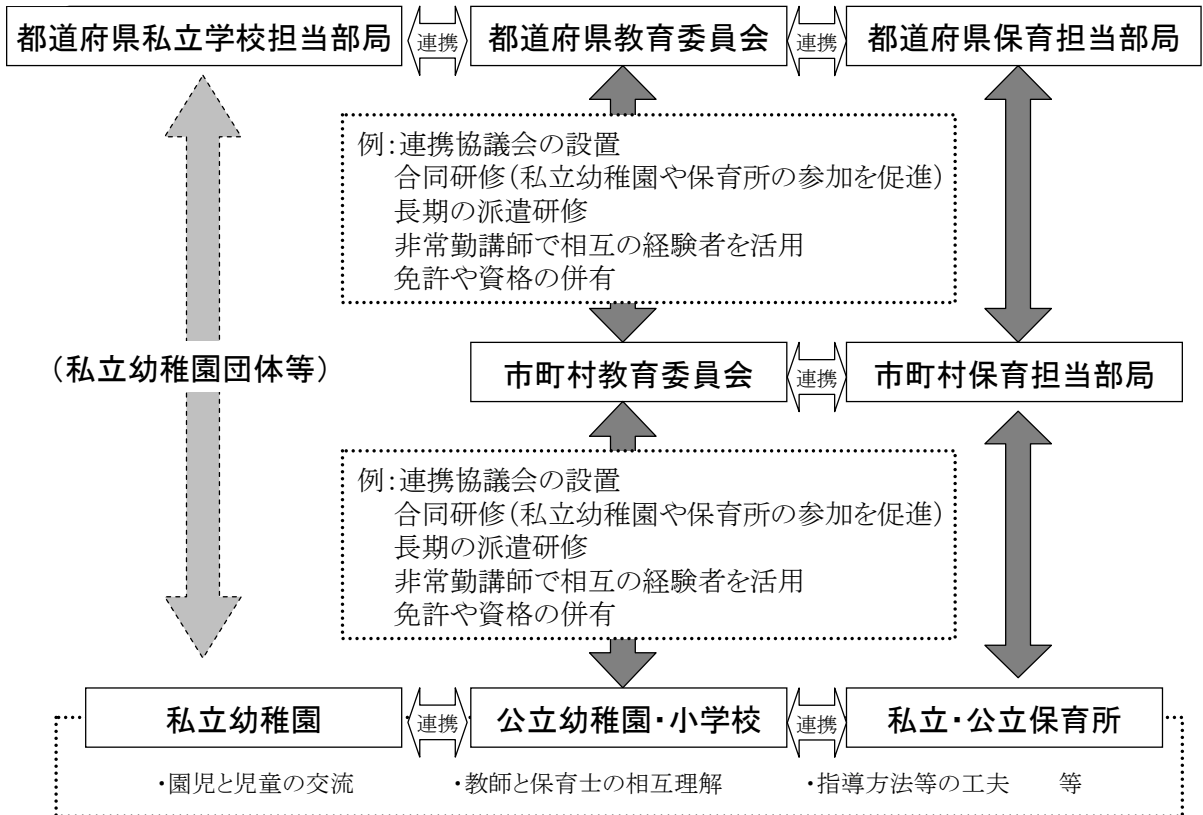 都道府県私立学校担当部局 連携 都道府県教育委員会 連携 都道府県保育担当部局
例:連携協議会の設置
合同研修(私立幼稚園や保育所の参加を促進)
長期の派遣研修
非常勤講師で相互の経験者を活用
免許や資格の併有
(私立幼稚園団体等) 市町村教育委員会 連携 市町村保育担当部局
例:連携協議会の設置
合同研修(私立幼稚園や保育所の参加を促進)
長期の派遣研修
非常勤講師で相互の経験者を活用
免許や資格の併有
私立幼稚園 連携 公立幼稚園・小学校 連携 私立・公立保育所
・園児と児童の交流 ・教師と保育士の相互理解 ・指導方法等の工夫 等